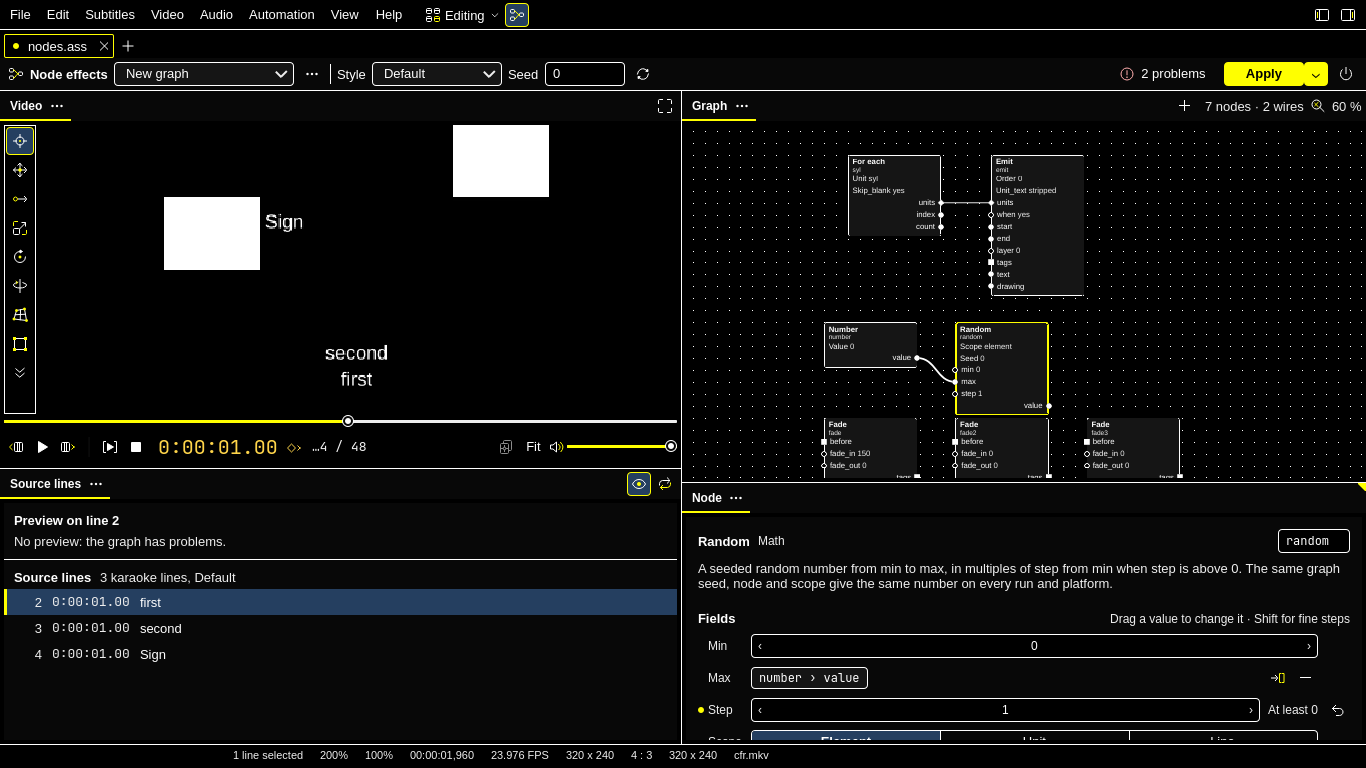 File Edit Subtitles Video Audio Automation View Help Editing
nodes.ass
Node effects New graph Style Default Seed 0 2 problems Apply
Video
Graph 7 nodes · 2 wires 60 %
Sign
second
first
For each
syl
Unit syl
Skip_blank yes
units
index
count
Emit
emit
Order 0
Unit_text stripped
units
when yes
start
end
layer 0
tags
text
drawing
Number
number
Value 0
value
Random
random
Scope element
Seed 0
min 0
max
step 1
value
Fade
fade
before
fade_in 150
fade_out 0
tags
Fade
fade2
before
fade_in 0
fade_out 0
tags
Fade
fade3
before
fade_in 0
fade_out 0
tags
0:00:01.00 …4 / 48 Fit
Source lines
Preview on line 2
No preview: the graph has problems.
Source lines 3 karaoke lines, Default
2 0:00:01.00 first
3 0:00:01.00 second
4 0:00:01.00 Sign
Node
Random Math random
A seeded random number from min to max, in multiples of step from min when step is above 0. The same graph
seed, node and scope give the same number on every run and platform.
Fields Drag a value to change it · Shift for fine steps
Min ‹ 0 ›
Max number › value
Step ‹ 1 › At least 0
Scope Element Unit Line
1 line selected 200% 100% 00:00:01,960 23.976 FPS 320 x 240 4 : 3 320 x 240 cfr.mkv